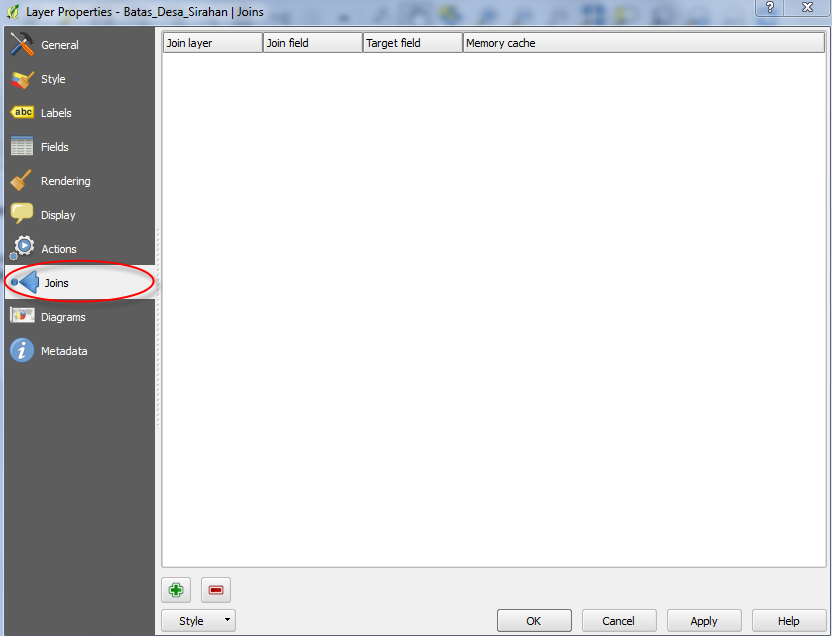 Layer Properties - Batas_Desa_Sirahan | Joins
General
Style
abc Labels
Fields
Rendering
Display
Actions
Joins
Diagrams
i Metadata
Join layer Join field Target field Memory cache
Style OK Cancel Apply Help